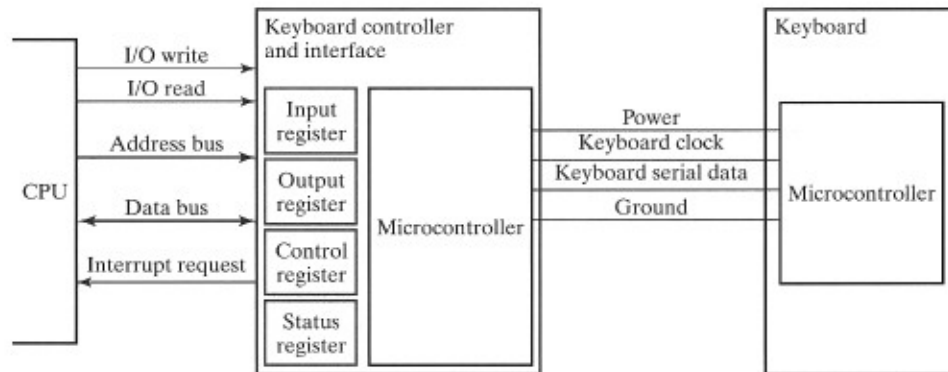 Keyboard controller
and interface
Keyboard
I/O write
I/O read
Address bus
CPU
Data bus
Interrupt request
Input
register
Output
register
Control
register
Status
register
Microcontroller
Power
Keyboard clock
Keyboard serial data
Ground
Microcontroller